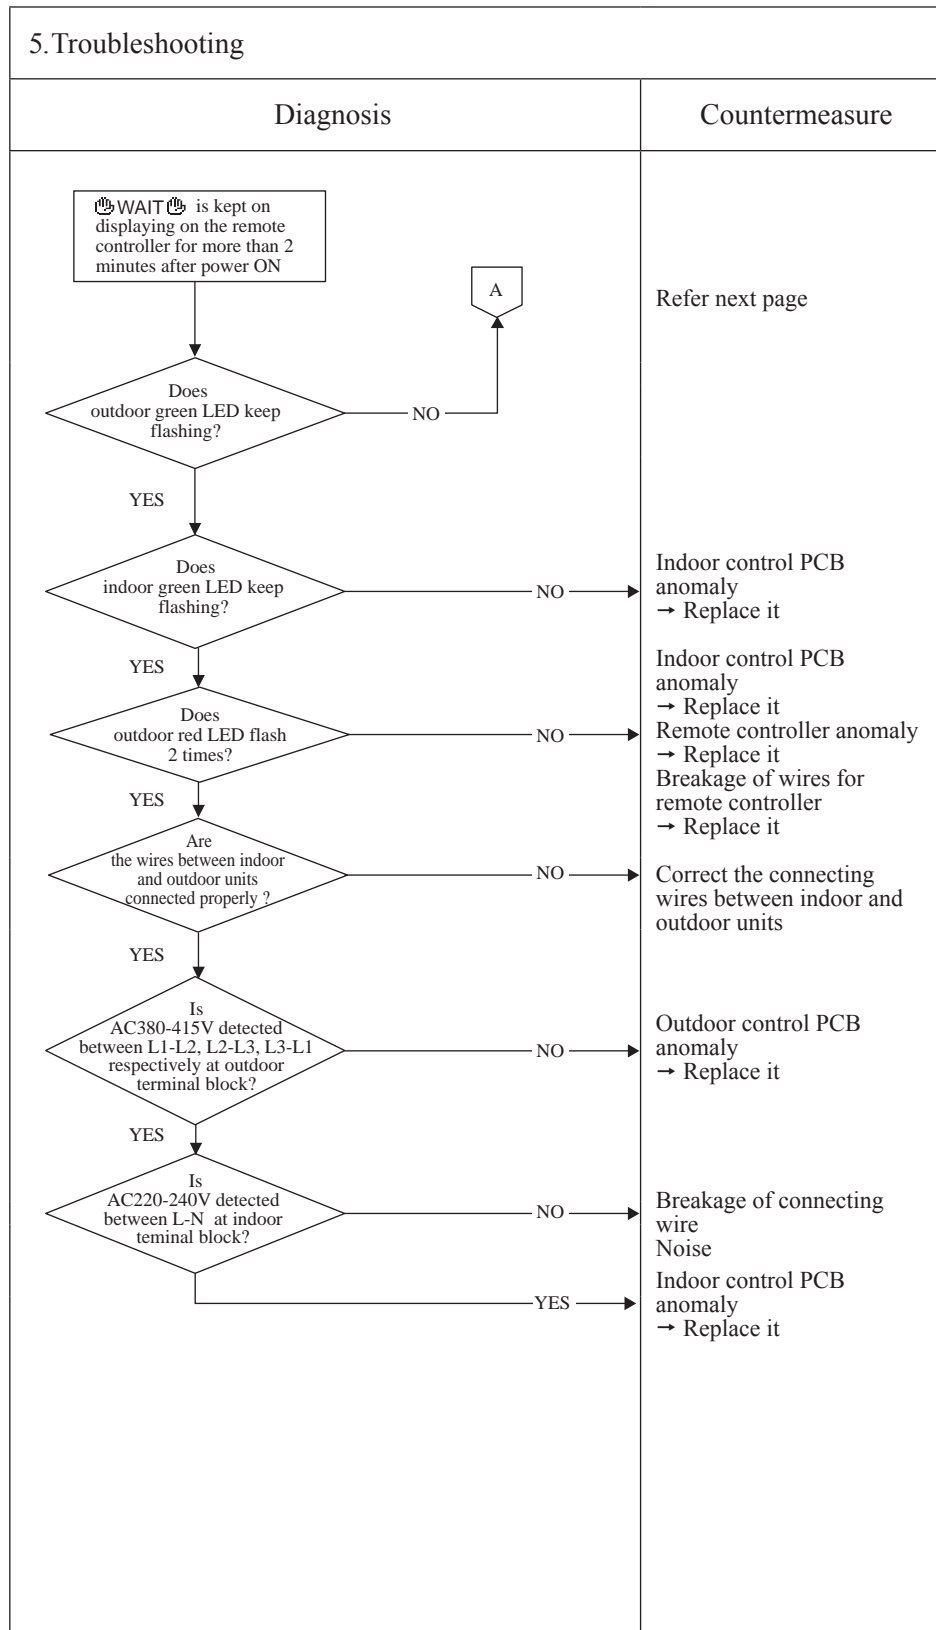 5.Troubleshooting
Diagnosis
Countermeasure
WAIT is kept on
displaying on the remote
controller for more than 2
minutes after power ON
A
Refer next page
Does
outdoor green LED keep
flashing?
NO
YES
Does
indoor green LED keep
flashing?
NO
Indoor control PCB
anomaly
→ Replace it
YES
Does
outdoor red LED flash
2 times?
NO
Indoor control PCB
anomaly
→ Replace it
Remote controller anomaly
→ Replace it
Breakage of wires for
remote controller
→ Replace it
YES
Are
the wires between indoor
and outdoor units
connected properly ?
NO
Correct the connecting
wires between indoor and
outdoor units
YES
Is
AC380-415V detected
between L1-L2, L2-L3, L3-L1
respectively at outdoor
terminal block?
NO
Outdoor control PCB
anomaly
→ Replace it
YES
Is
AC220-240V detected
between L-N at indoor
teminal block?
NO
Breakage of connecting
wire
Noise
YES
Indoor control PCB
anomaly
→ Replace it